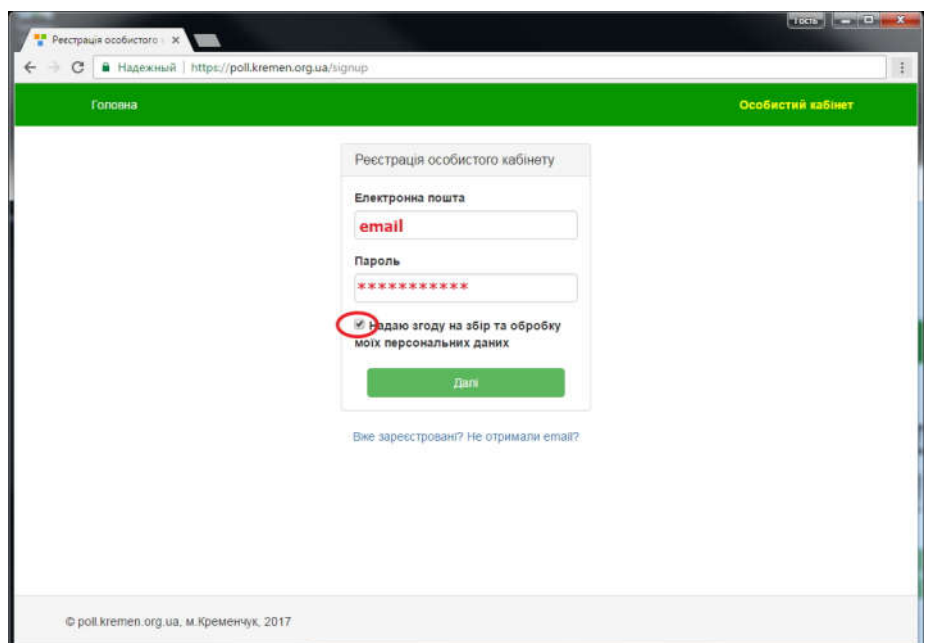 Гость
Реєстрація особистого
Надежный | https://poll.kremen.org.ua/signup
Головна Особистий кабінет
Реєстрація особистого кабінету
Електронна пошта
email
Пароль
***********
Надаю згоду на збір та обробку
моїх персональних даних
Далі
Вже зареєстровані? Не отримали email?
© poll.kremen.org.ua, м.Кременчук, 2017